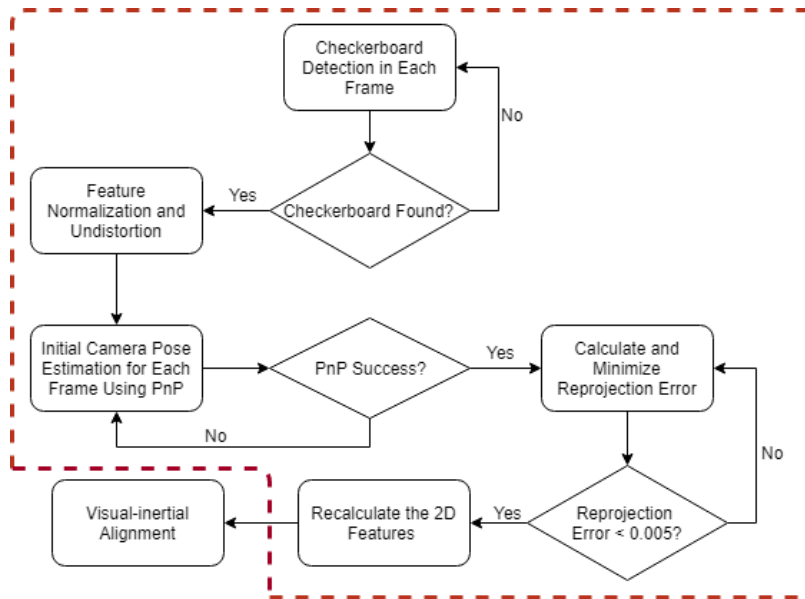 Checkerboard
Detection in Each
Frame
No
Yes
Checkerboard Found?
Feature
Normalization and
Undistortion
Initial Camera Pose
Estimation for Each
Frame Using PnP
PnP Success?
Yes
Calculate and
Minimize
Reprojection Error
No
No
Visual-inertial
Alignment
Recalculate the 2D
Features
Yes
Reprojection
Error < 0.005?